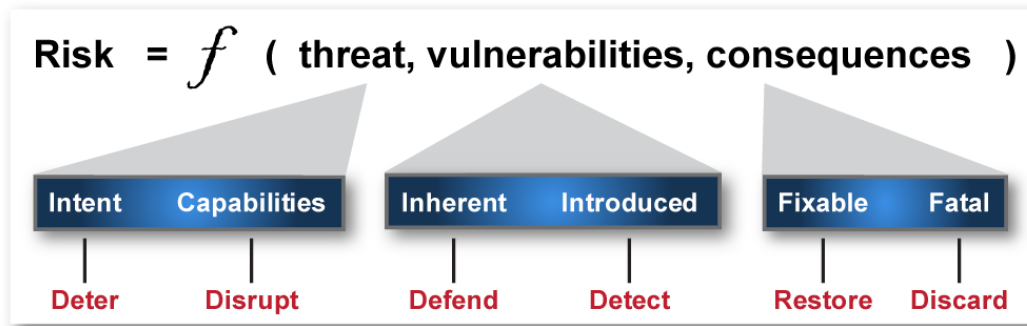 Risk = f ( threat, vulnerabilities, consequences )
Intent Capabilities Inherent Introduced Fixable Fatal
Deter Disrupt Defend Detect Restore Discard